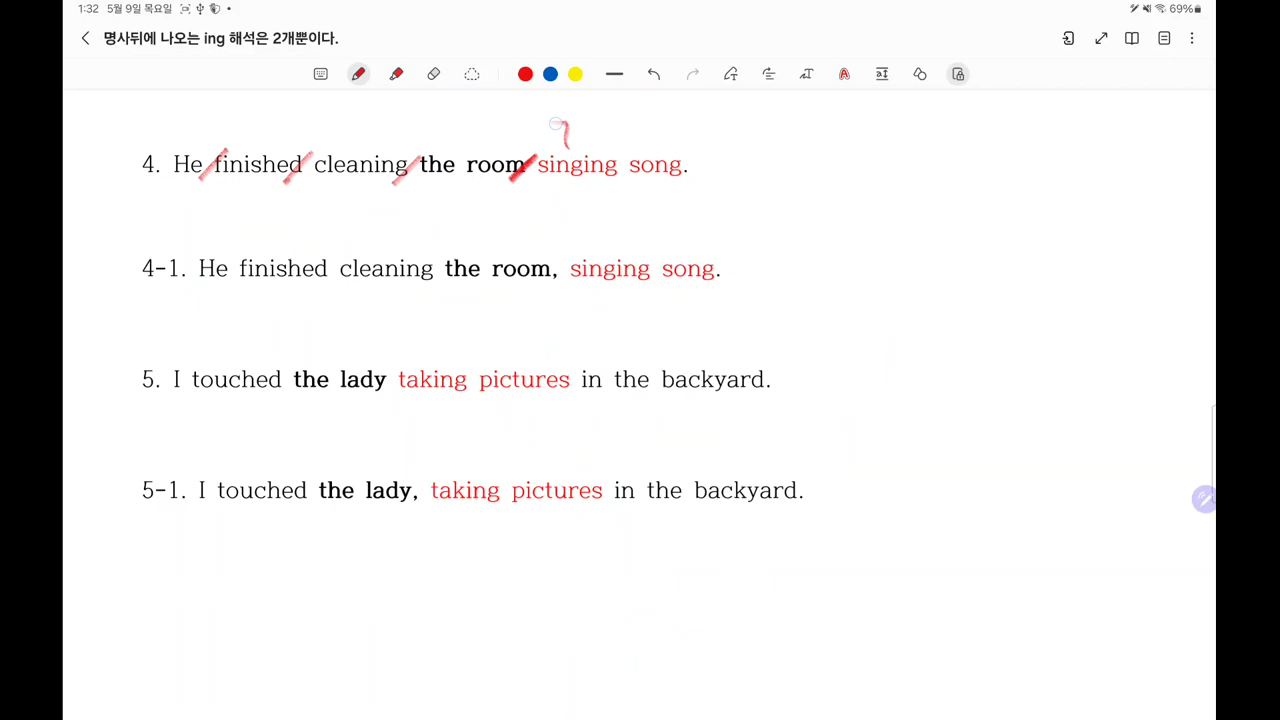 1:32 5월 9일 목요일 69%
명사뒤에 나오는 ing 해석은 2개뿐이다.
4. He finished cleaning the room singing song.
4-1. He finished cleaning the room, singing song.
5. I touched the lady taking pictures in the backyard.
5-1. I touched the lady, taking pictures in the backyard.